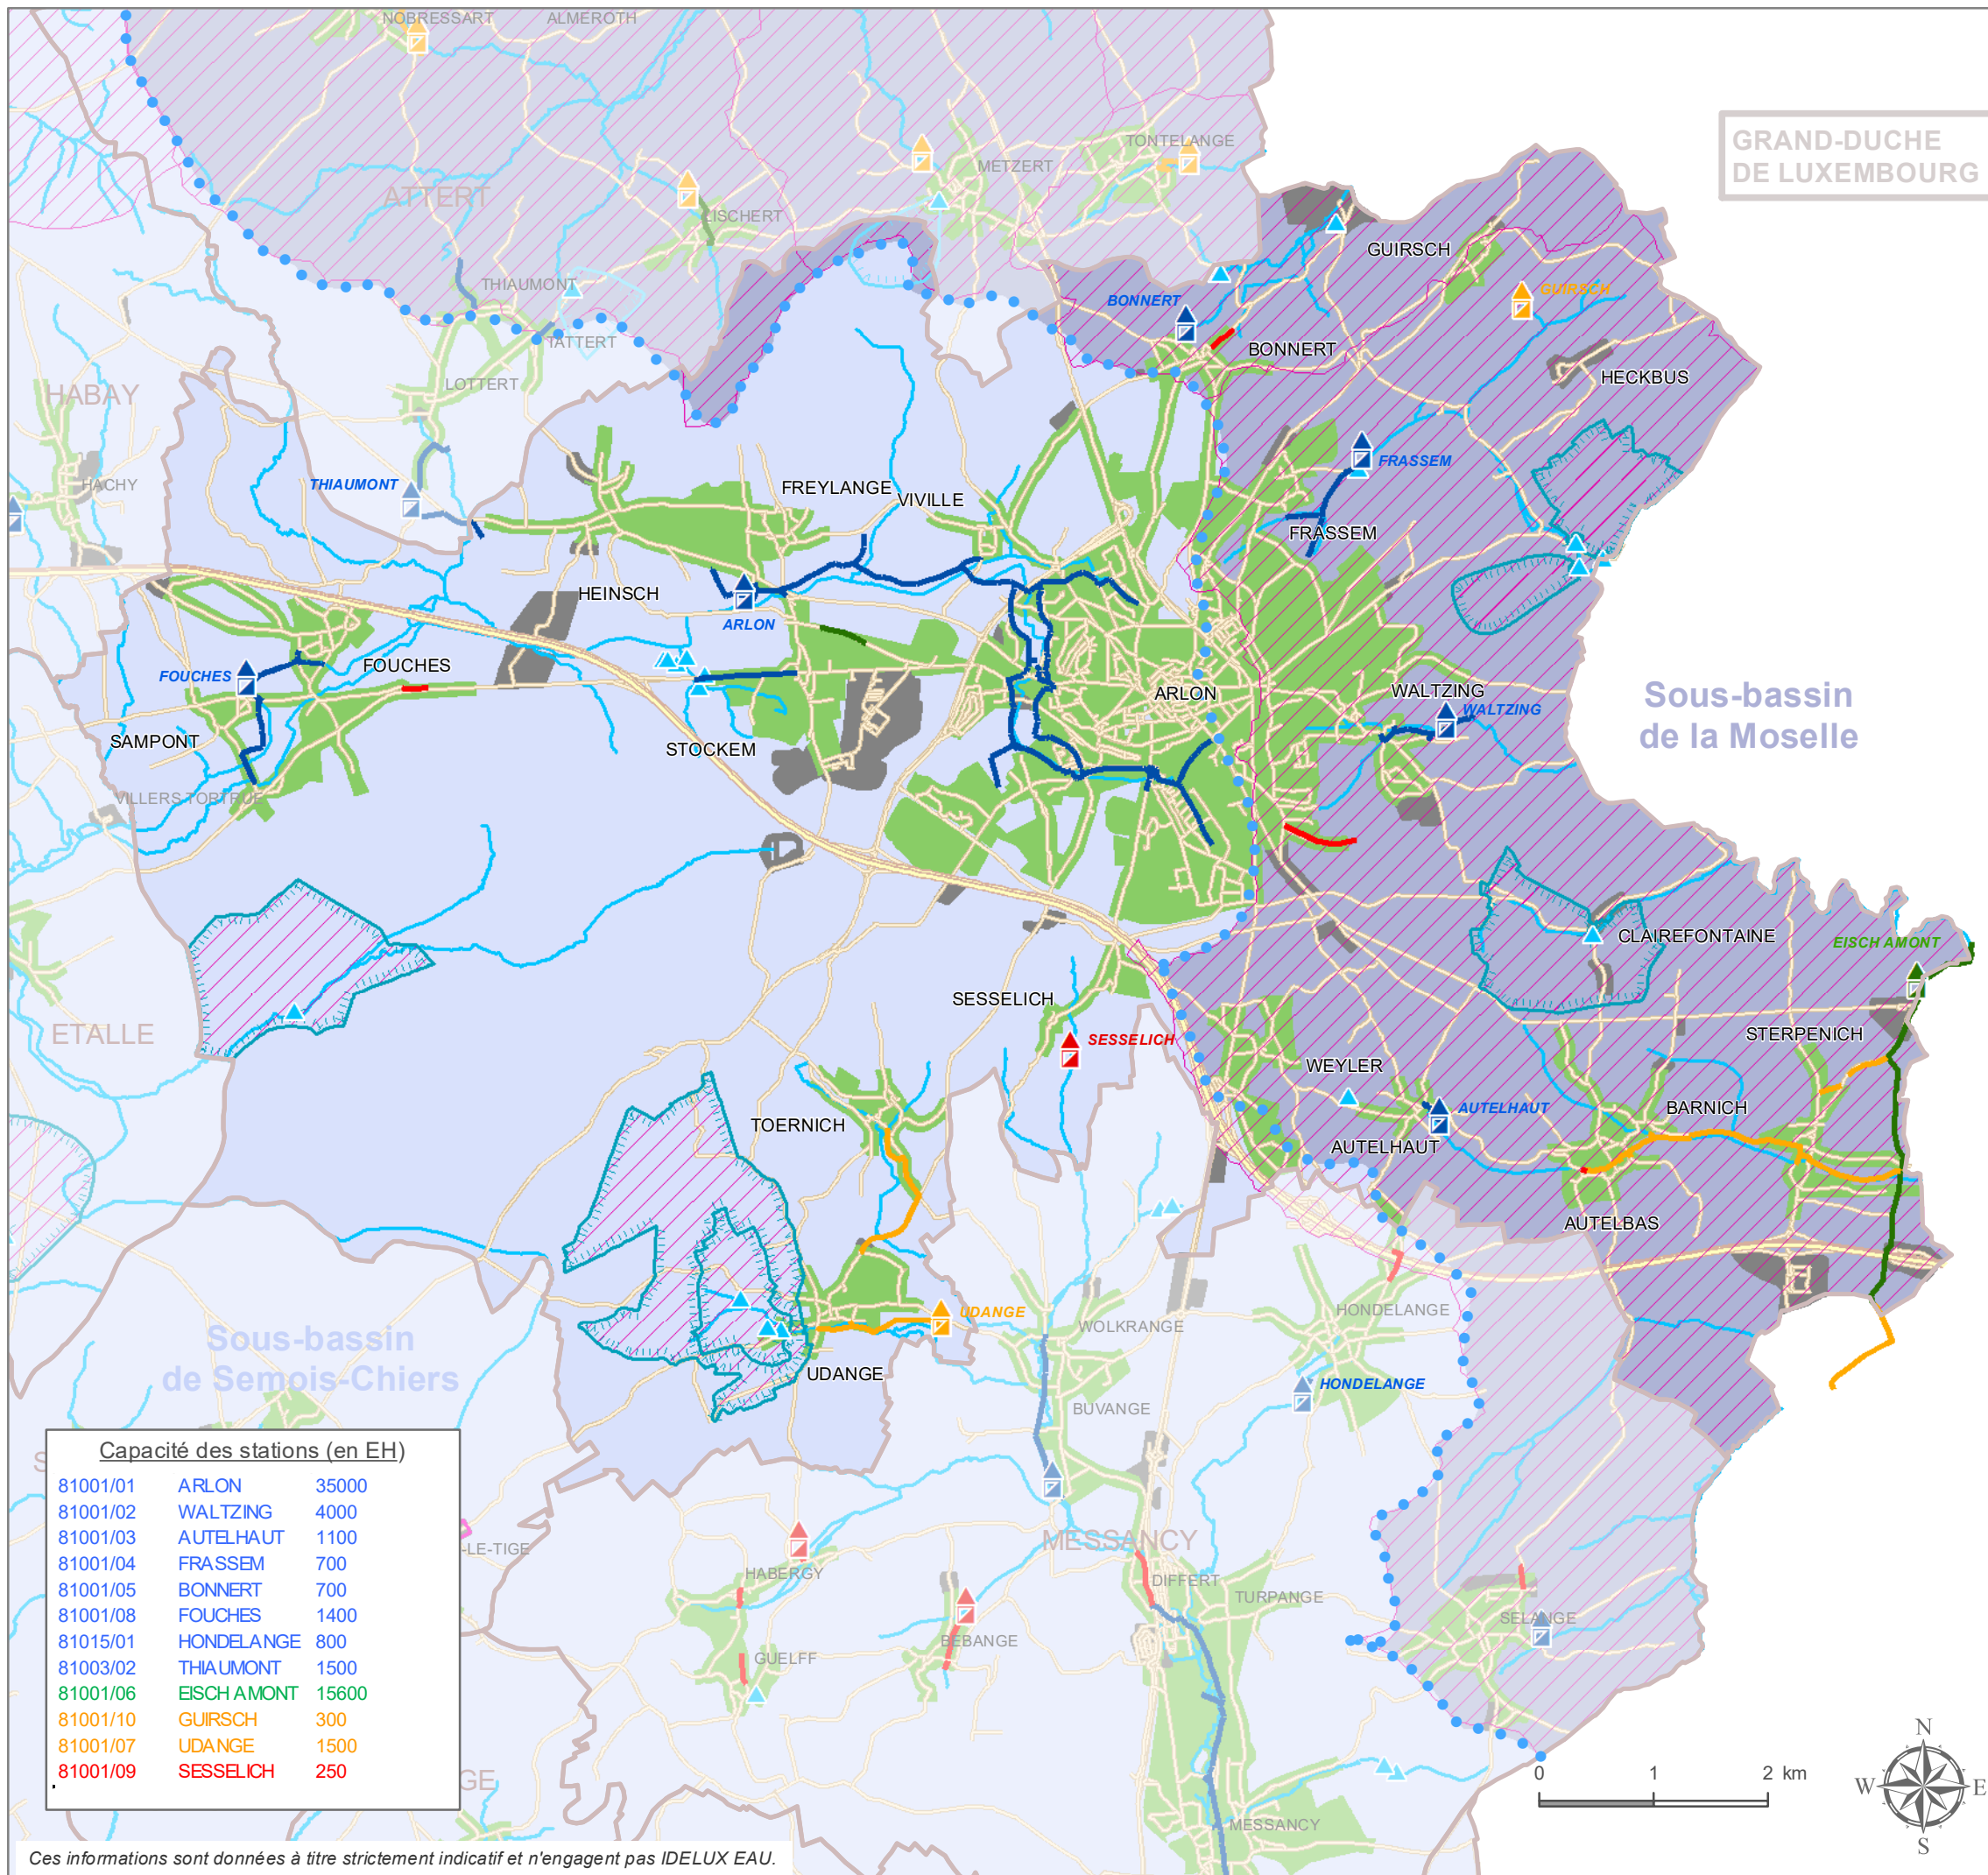 NOBRESSART
ALMEROTH
GRAND-DUCHE
DE LUXEMBOURG
TONTELANGE
METZERT
ATTERT
LISCHERT
GUIRSCH
THIAUMONT
GUIRSCH
BONNERT
TATTERT
BONNERT
LOTTERT
HECKBUS
HABAY
FRASSEM
HACHY
THIAUMONT
FREYLANGE
VIVILLE
FRASSEM
HEINSCH
ARLON
FOUCHES
FOUCHES
ARLON
WALTZING
WALTZING
Sous-bassin
de la Moselle
SAMPONT
STOCKEM
VILLERS TORTRUE
CLAIREFONTAINE
EISCH AMONT
SESSELICH
ETALLE
SESSELICH
STERPENICH
WEYLER
AUTELHAUT
BARNICH
TOERNICH
AUTELHAUT
AUTELBAS
UDANGE
HONDELANGE
WOLKRANGE
Sous-bassin
de Semois-Chiers
UDANGE
HONDELANGE
BUVANGE
S
Capacité des stations (en EH)
81001/01 ARLON 35000
81001/02 WALTZING 4000
81001/03 AUTELHAUT 1100
81001/04 FRASSEM 700
81001/05 BONNERT 700
81001/08 FOUCHES 1400
81015/01 HONDELANGE 800
81003/02 THIAUMONT 1500
81001/06 EISCH AMONT 15600
81001/10 GUIRSCH 300
81001/07 UDANGE 1500
81001/09 SESSELICH 250
-LE-TIGE
MESSANCY
HABERGY
DIFFERT
TURPANGE
SELANGE
BEBANGE
GUELFF
GE
MESSANCY
0 1 2 km
N
W
E
S
Ces informations sont données à titre strictement indicatif et n'engagent pas IDELUX EAU.